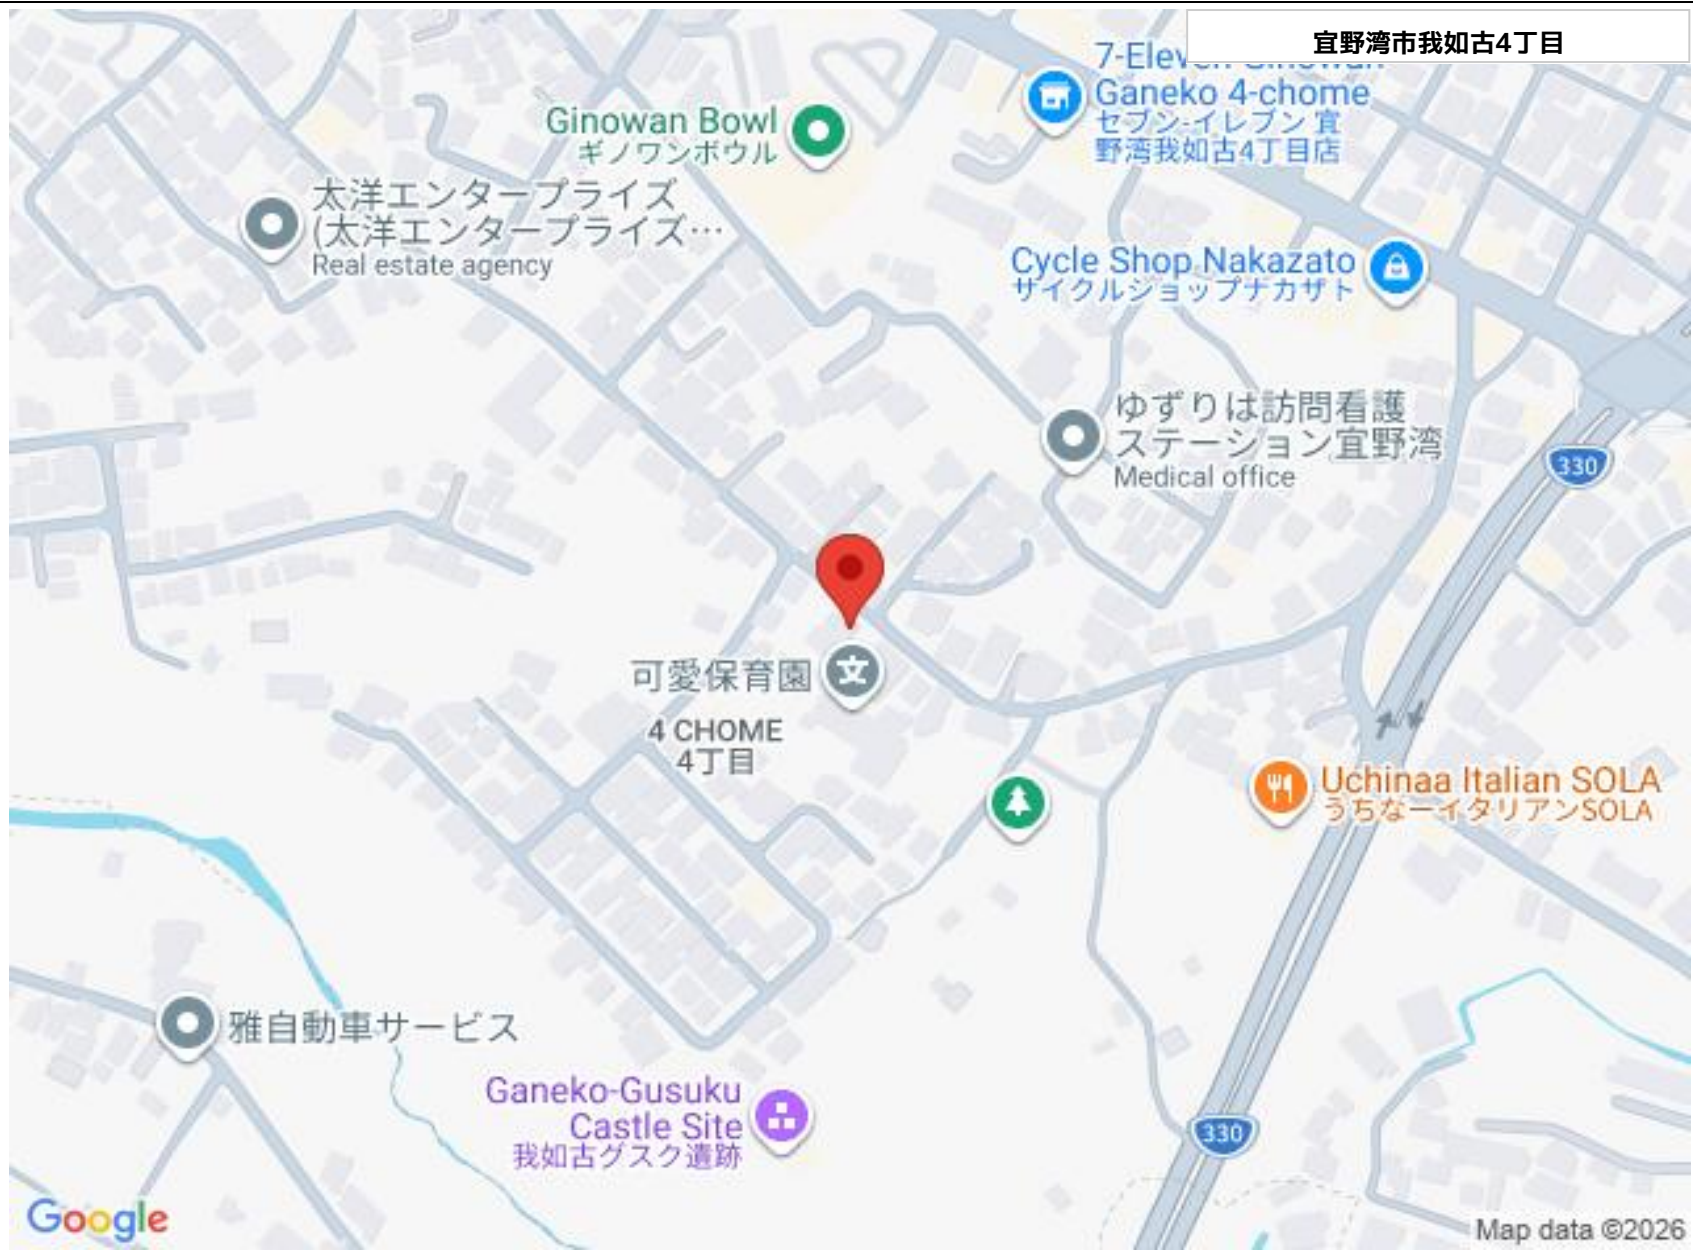 宜野湾市我如古4丁目
Ganeko 4-chome
セブン-イレブン 宜
野湾我如古4丁目店
Ginowan Bowl
ギノワンボウル
太洋エンタープライズ
(太洋エンタープライズ…
Real estate agency
Cycle Shop Nakazato
サイクルショップナカザト
ゆずりは訪問看護
ステーション宜野湾
Medical office
330
文
可愛保育園
4 CHOME
4丁目
Uchinaa Italian SOLA
うちなーイタリアンSOLA
雅自動車サービス
Ganeko-Gusuku
Castle Site
我如古グスク遺跡
330
Google
Map data ©2026